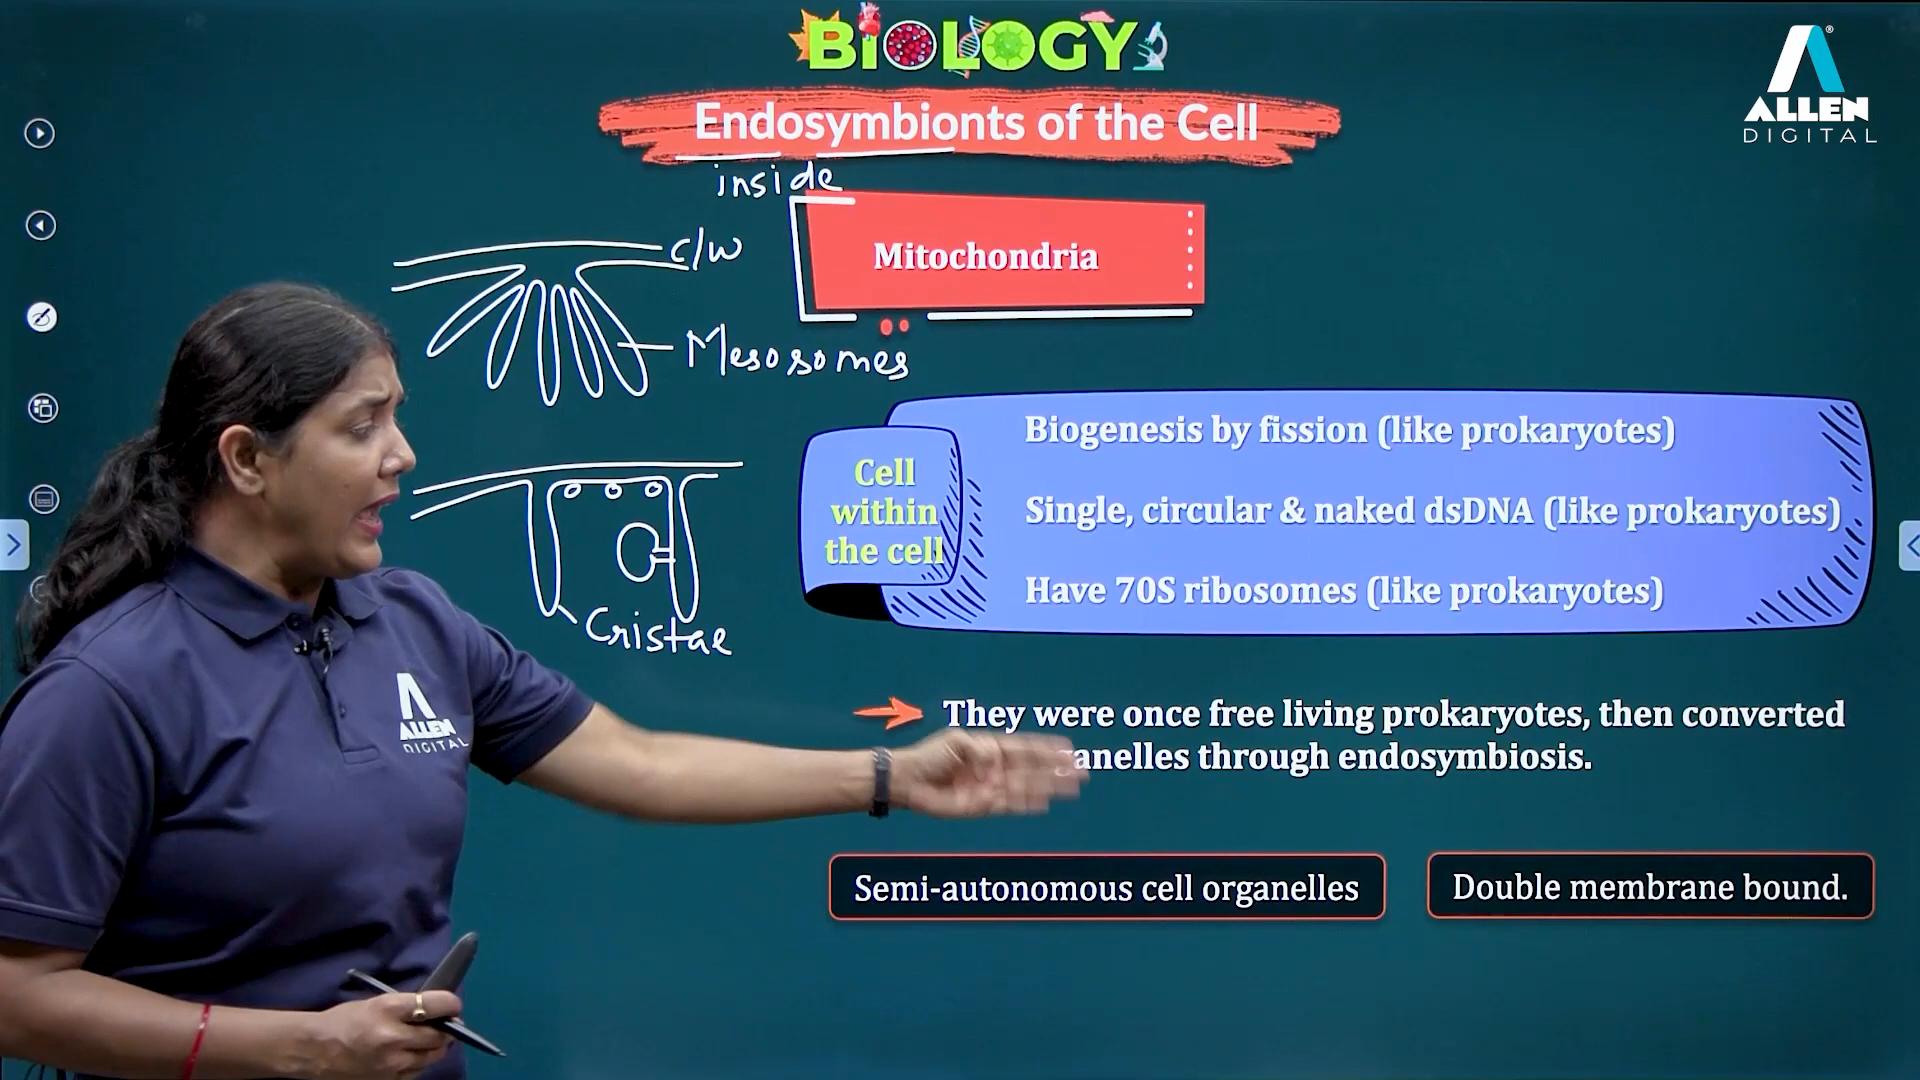 BIOLOGY
ALLEN
DIGITAL
Endosymbionts of the Cell
inside
Mitochondria
c/w
Mesosomes
Cell
within
the cell
Biogenesis by fission (like prokaryotes)
Single, circular & naked dsDNA (like prokaryotes)
Have 70S ribosomes (like prokaryotes)
Cristae
They were once free living prokaryotes, then converted
through endosymbiosis.
ALLEN
DIGITAL
Semi-autonomous cell organelles
Double membrane bound.